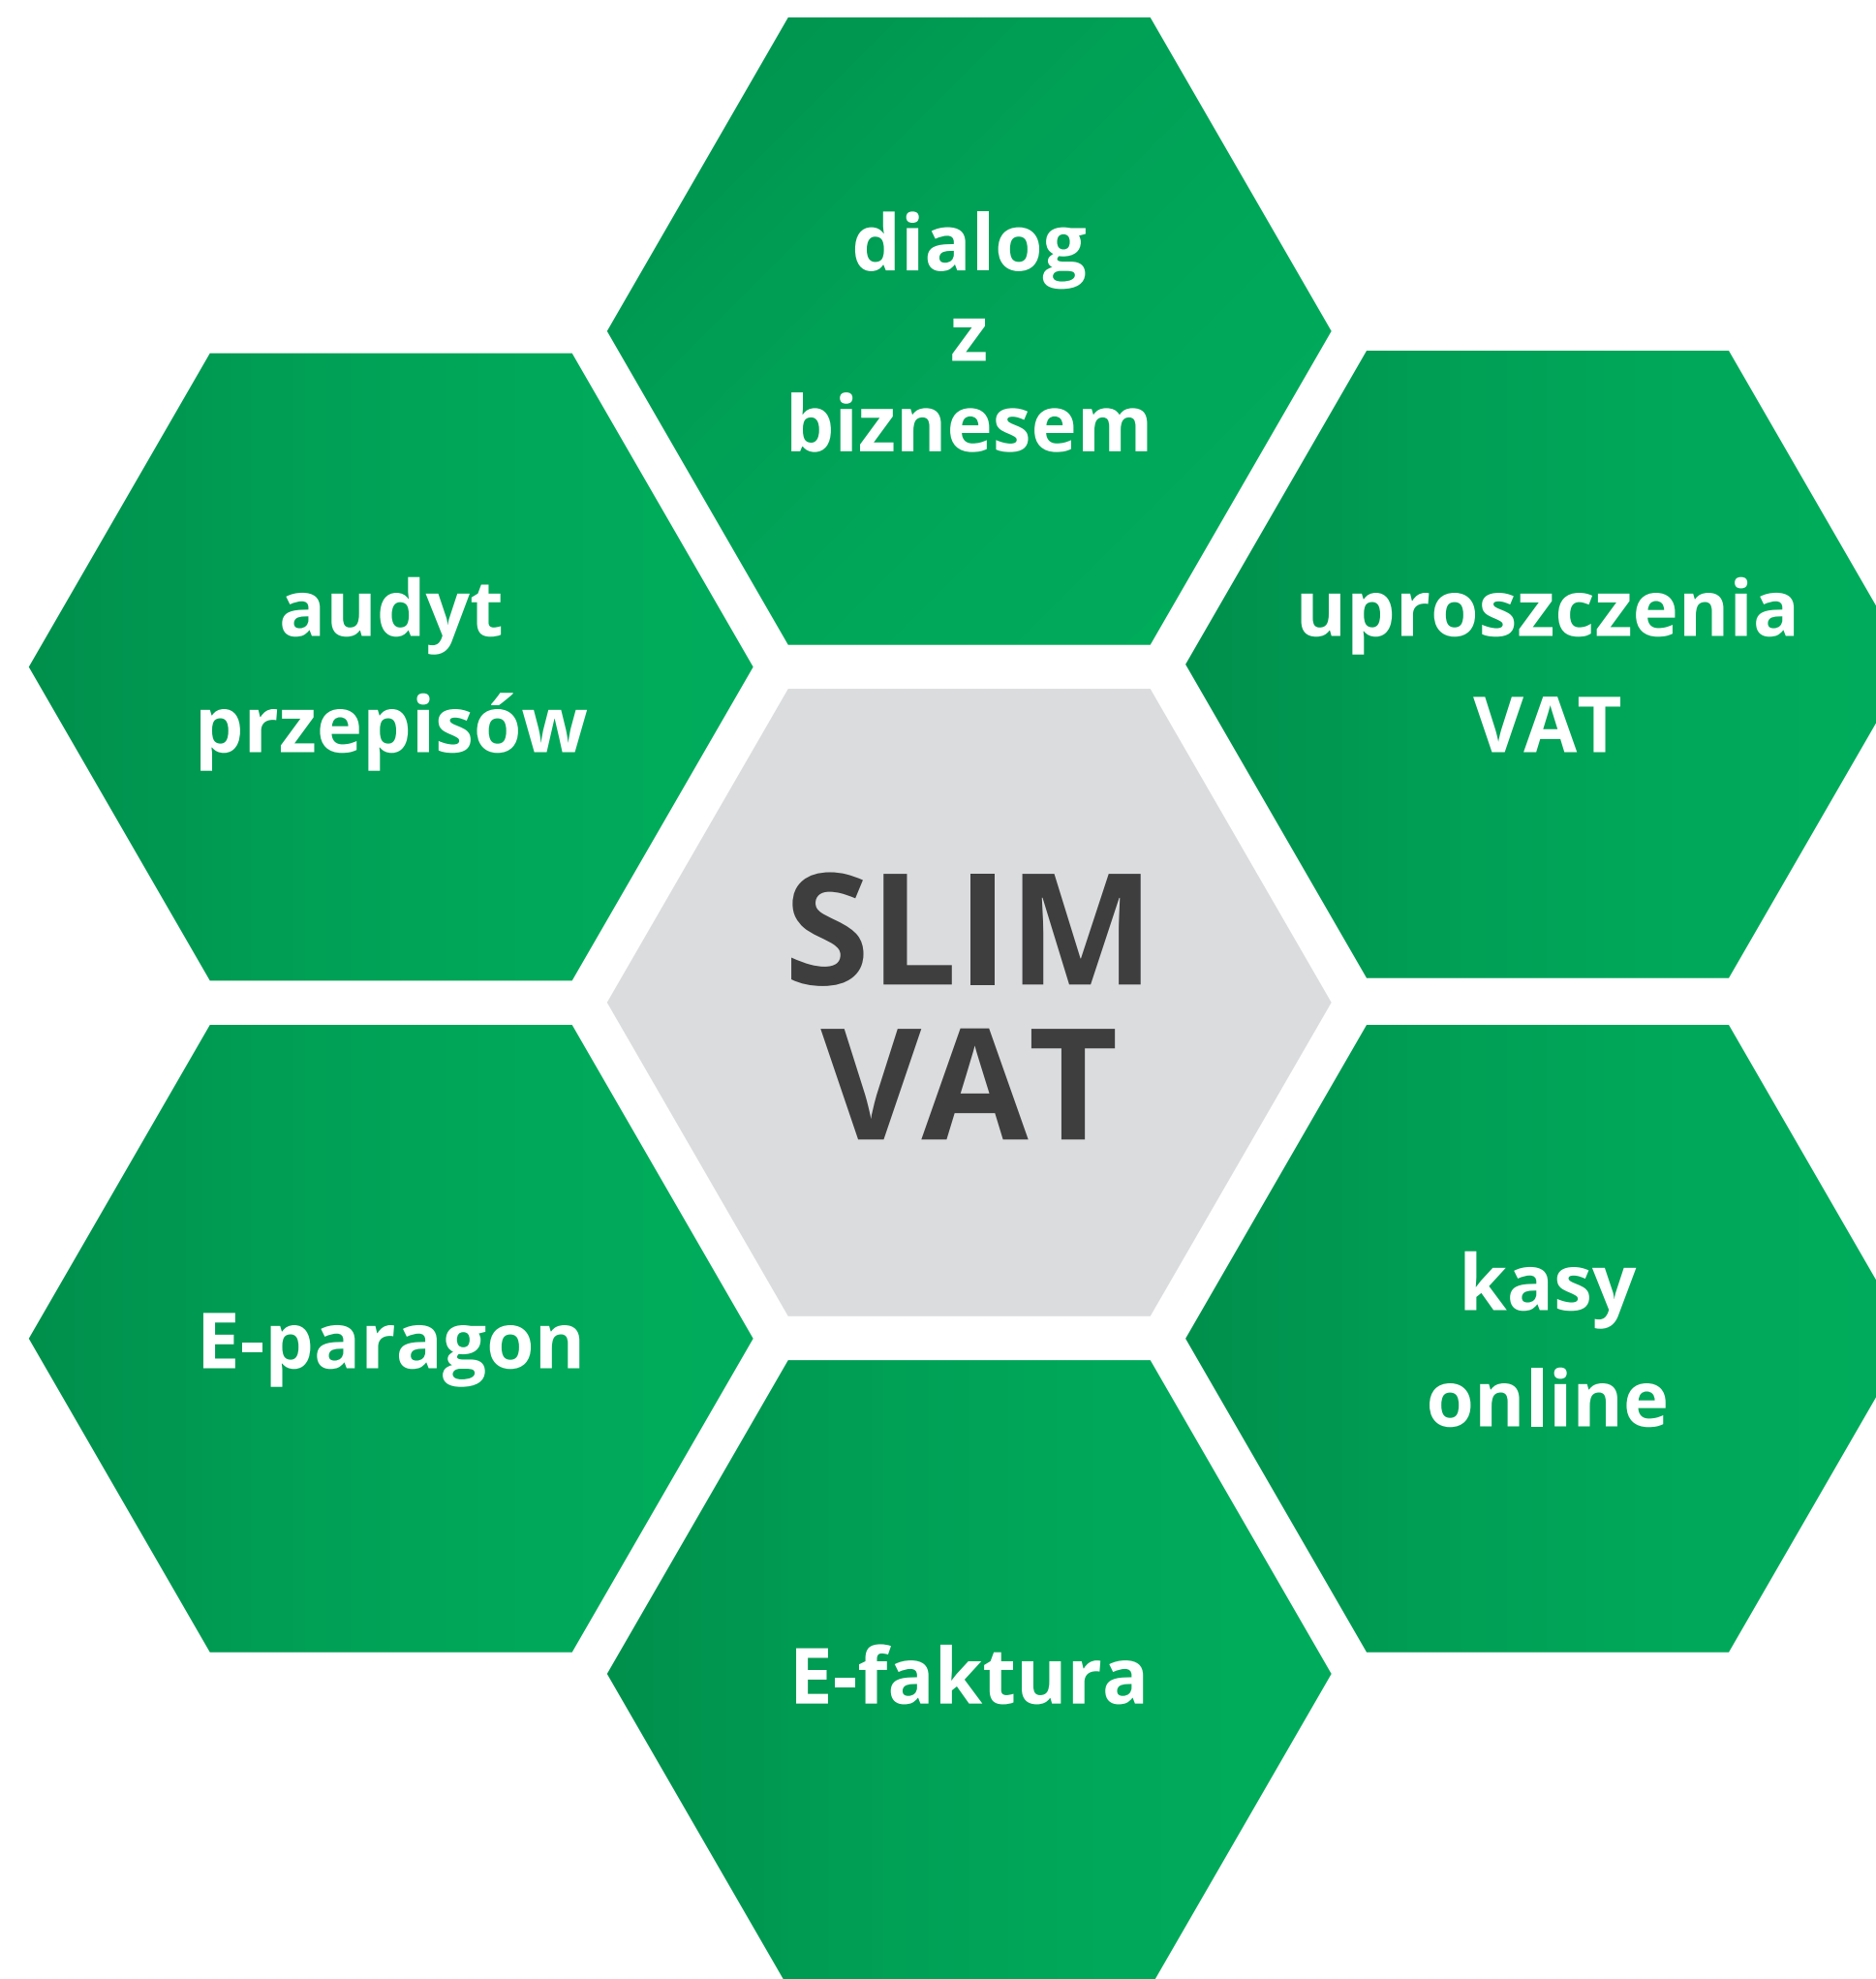 dialog
z
biznesem
audyt
przepisów
uproszczenia
VAT
SLIM
VAT
E-paragon
kasy
online
E-faktura